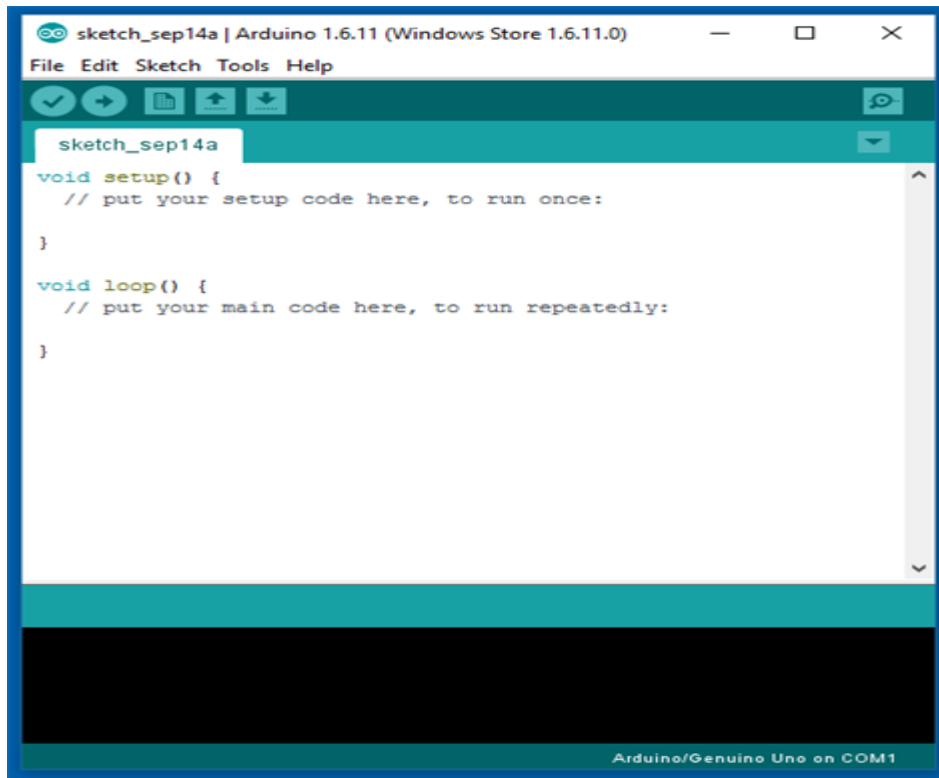 sketch_sep14a | Arduino 1.6.11 (Windows Store 1.6.11.0)
File Edit Sketch Tools Help
sketch_sep14a
void setup() {
  // put your setup code here, to run once:
}
void loop() {
  // put your main code here, to run repeatedly:
}
Arduino/Genuino Uno on COM1